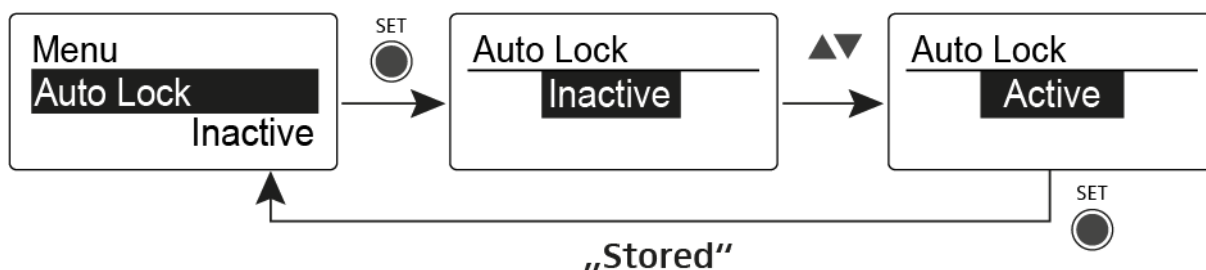 Menu
Auto Lock
Inactive
SET
Auto Lock
Inactive
Auto Lock
Active
SET
„Stored“